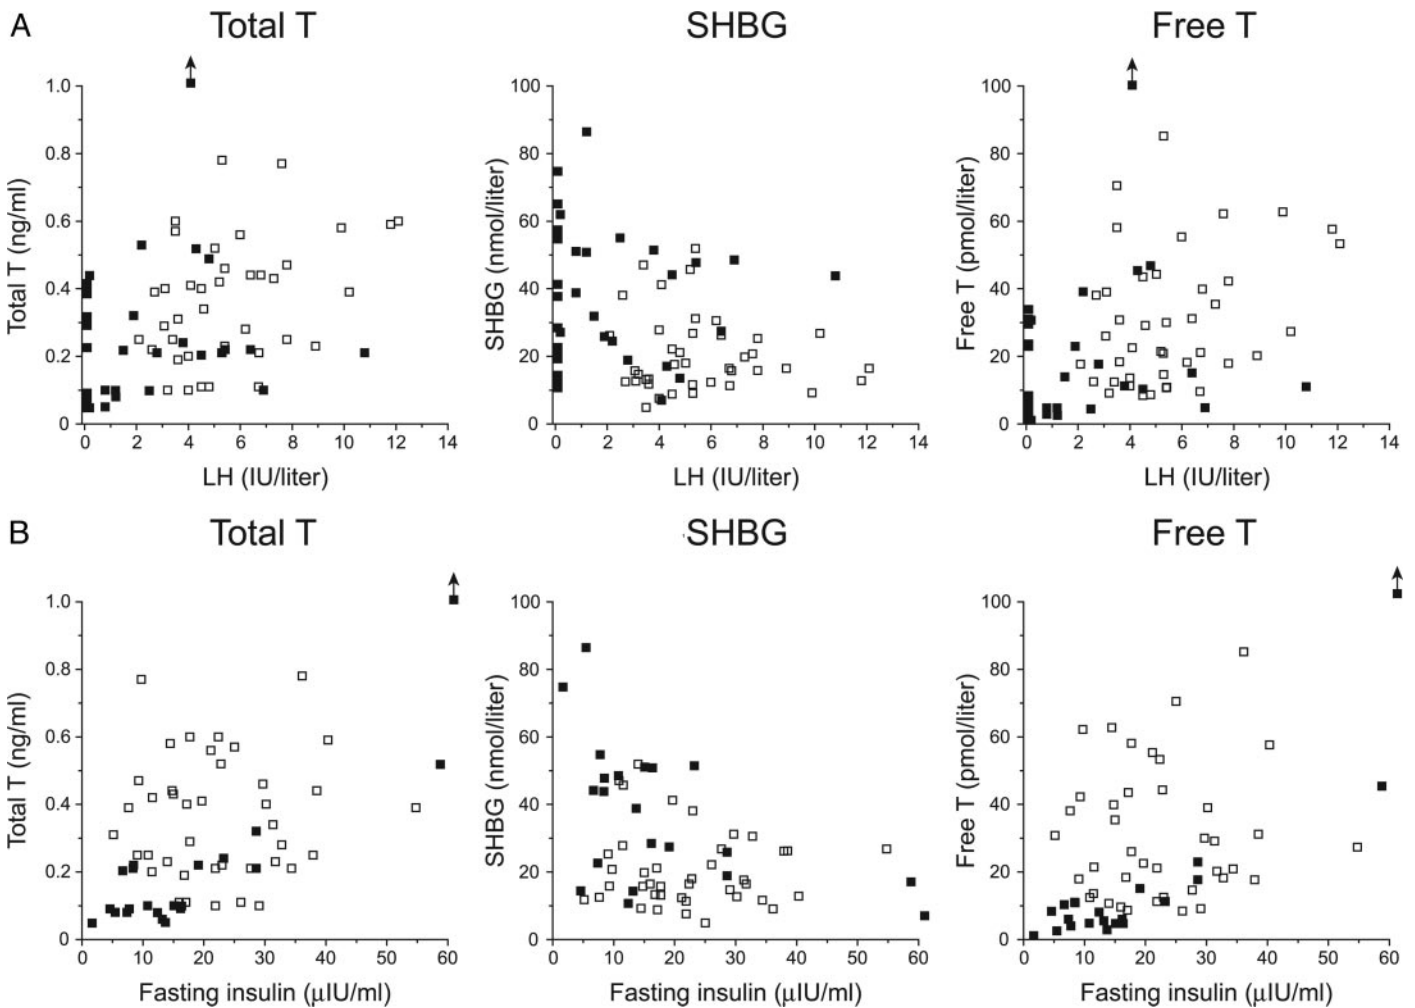 A
Total T
SHBG
Free T
Total T (ng/ml)
1.0
0.8
0.6
0.4
0.2
0
0 2 4 6 8 10 12 14
LH (IU/liter)
SHBG (nmol/liter)
100
80
60
40
20
0
0 2 4 6 8 10 12 14
LH (IU/liter)
Free T (pmol/liter)
100
80
60
40
20
0
0 2 4 6 8 10 12 14
LH (IU/liter)
B
Total T
SHBG
Free T
Total T (ng/ml)
1.0
0.8
0.6
0.4
0.2
0
0 10 20 30 40 50 60
Fasting insulin (μIU/ml)
SHBG (nmol/liter)
100
80
60
40
20
0
0 10 20 30 40 50 60
Fasting insulin (μIU/ml)
Free T (pmol/liter)
100
80
60
40
20
0
0 10 20 30 40 50 60
Fasting insulin (μIU/ml)